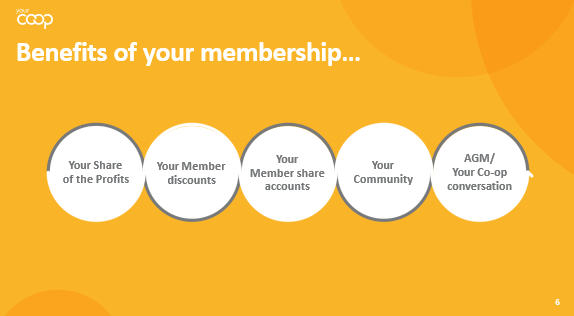 your
coop
Benefits of your membership...
Your Share
of the Profits
Your Member
discounts
Your
Member share
accounts
Your
Community
AGM/
Your Co-op
conversation
6